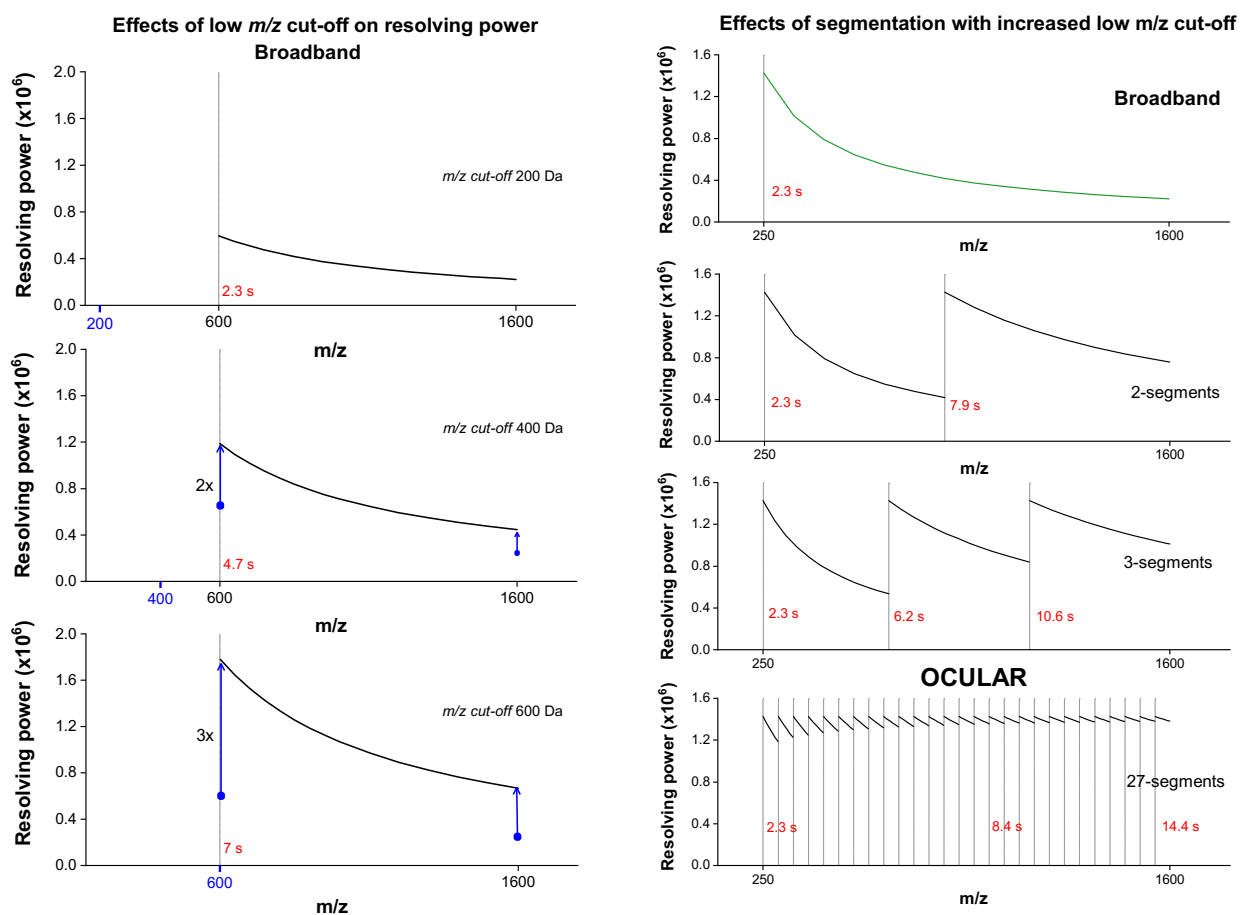 Effects of low m/z cut-off on resolving power
Broadband
Resolving power (x10⁶)
2.0
1.6
1.2
0.8
0.4
0.0
m/z cut-off 200 Da
2.3 s
200
600
1600
m/z
Resolving power (x10⁶)
2.0
1.6
1.2
0.8
0.4
0.0
m/z cut-off 400 Da
2x
4.7 s
400
600
1600
m/z
Resolving power (x10⁶)
2.0
1.6
1.2
0.8
0.4
0.0
m/z cut-off 600 Da
3x
7 s
600
1600
m/z
Effects of segmentation with increased low m/z cut-off
Resolving power (x10⁶)
1.6
1.2
0.8
0.4
0.0
Broadband
2.3 s
250
1600
m/z
Resolving power (x10⁶)
1.6
1.2
0.8
0.4
0.0
2-segments
2.3 s
7.9 s
250
1600
m/z
Resolving power (x10⁶)
1.6
1.2
0.8
0.4
0.0
3-segments
2.3 s
6.2 s
10.6 s
250
1600
m/z
OCULAR
Resolving power (x10⁶)
1.6
1.2
0.8
0.4
0.0
27-segments
2.3 s
8.4 s
14.4 s
250
1600
m/z